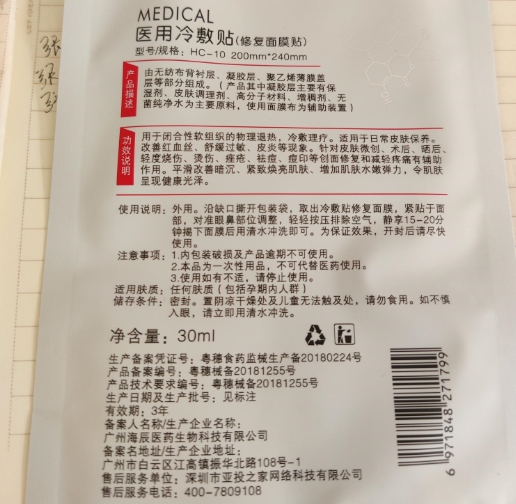 MEDICAL
医用冷敷贴(修复面膜贴)
型号/规格：HC-10 200mm*240mm
产品描述
由无纺布背衬层、凝胶层、聚乙烯薄膜盖
层等部分组成。(产品其中凝胶层主要有保
湿剂、皮肤调理剂、高分子材料、增稠剂、无
菌纯净水为主要原料，使用面膜布为辅助装置)
功效说明
用于闭合性软组织的物理退热，冷敷理疗。适用于日常皮肤保养。
改善红血丝、舒缓过敏、皮炎等现象。针对皮肤微创、术后、晒后、
轻度烧伤、烫伤、痤疮、祛痘、痘印等创面修复和减轻疼痛有辅助
作用。平滑改善暗沉、紧致焕亮肌肤、增加肌肤水嫩弹力，令肌肤
呈现健康光泽。
使用说明：外用。沿缺口撕开包装袋，取出冷敷贴修复面膜，紧贴于面
部，对准眼鼻部位调整，轻轻按压排除空气，静享15-20分
钟揭下面膜后用清水冲洗即可。为保证效果，开封后请尽快
使用。
注意事项：1.内包装破损及产品逾期不可使用。
2.本品为一次性用品，不可代替医药使用。
3.使用如有不适，请停止使用。
适用肤质：任何肤质(包括孕期内人群)
储存条件：密封。置阴凉干燥处及儿童无法触及处，请勿食用。如不慎
入眼，请立即用清水冲洗。
净含量：30ml
生产备案凭证号：粤穗食药监械生产备20180224号
产品备案编号：粤穗械备20181255号
产品技术要求编号：粤穗械备20181255号
生产日期及生产批号：见标注
有效期：3年
备案人名称/生产企业名称：
广州海辰医药生物科技有限公司
备案名地址/生产企业地址：
广州市白云区江高镇振华北路108号-1
售后服务单位：深圳市亚投之家网络科技有限公司
售后服务电话：400-7809108
6 971848 271799